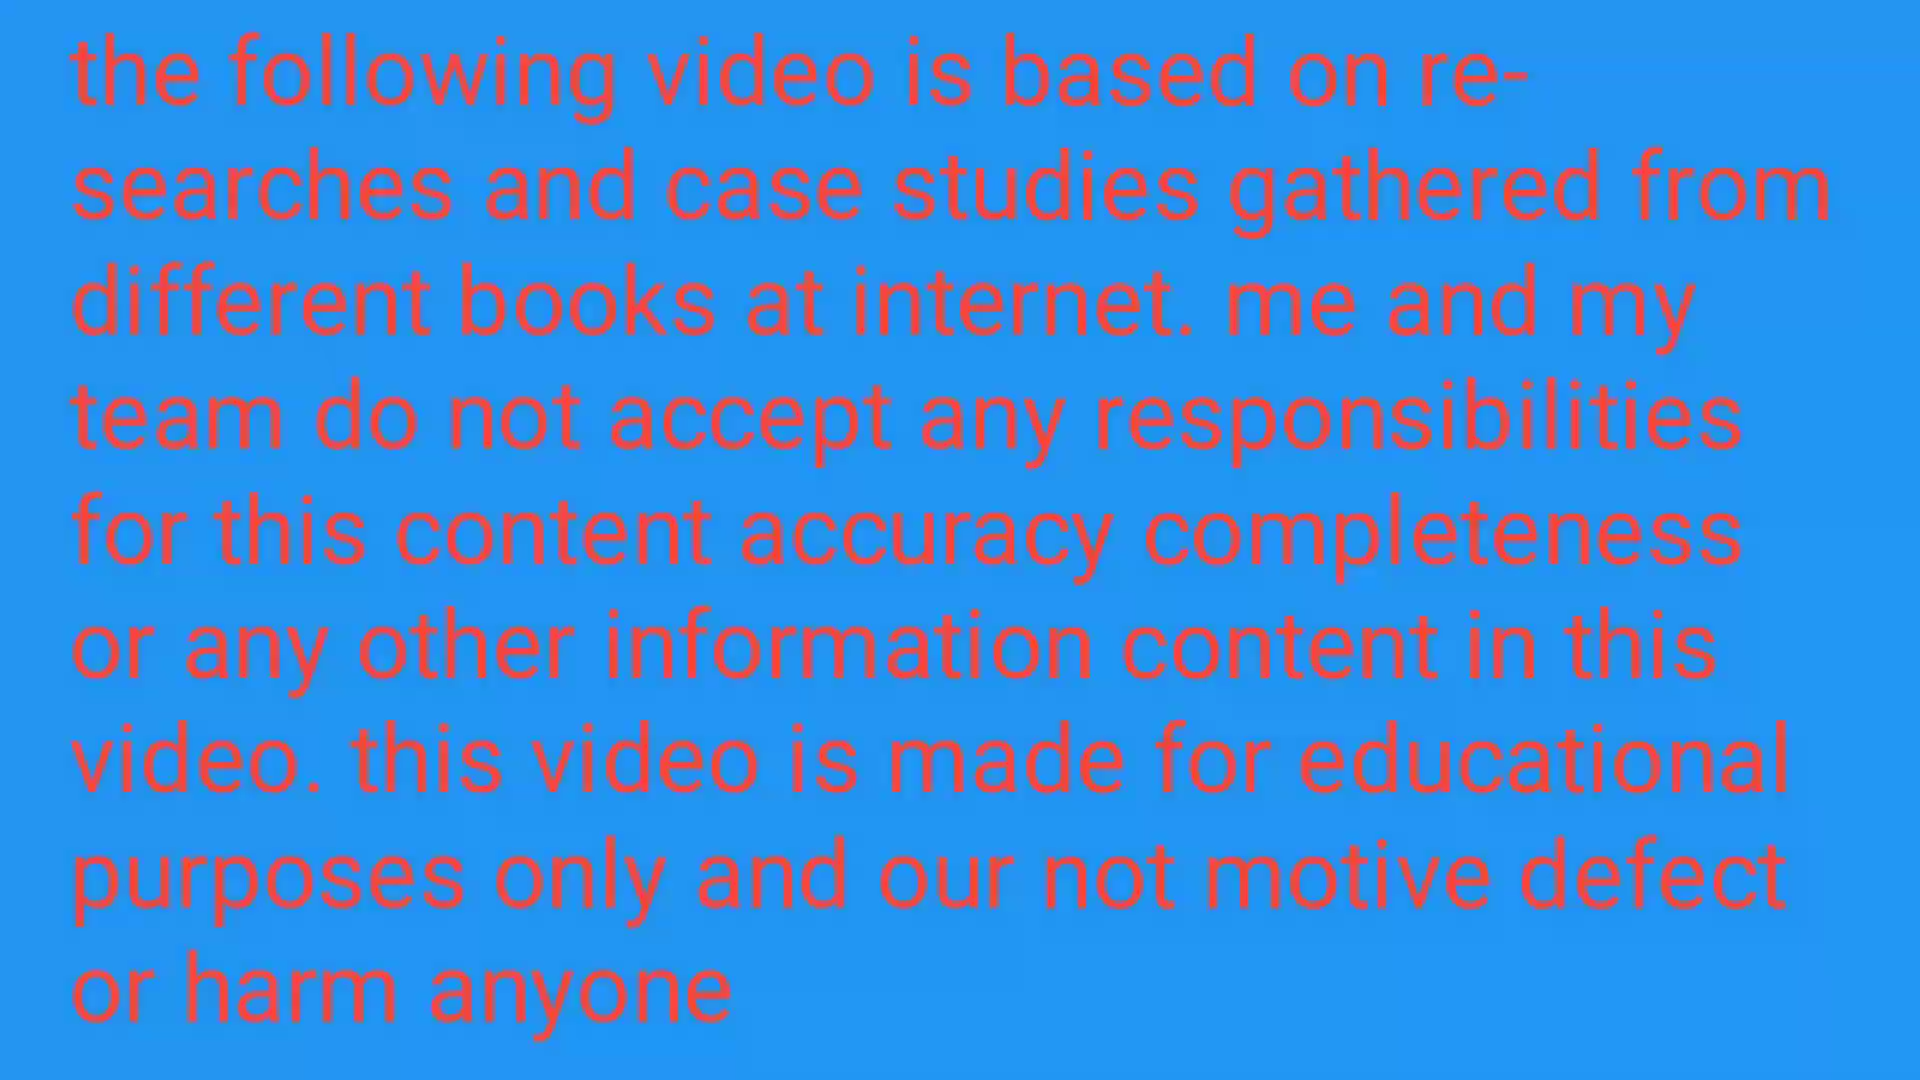 the following video is based on re-
searches and case studies gathered from
different books at internet. me and my
team do not accept any responsibilities
for this content accuracy completeness
or any other information content in this
video. this video is made for educational
purposes only and our not motive defect
or harm anyone